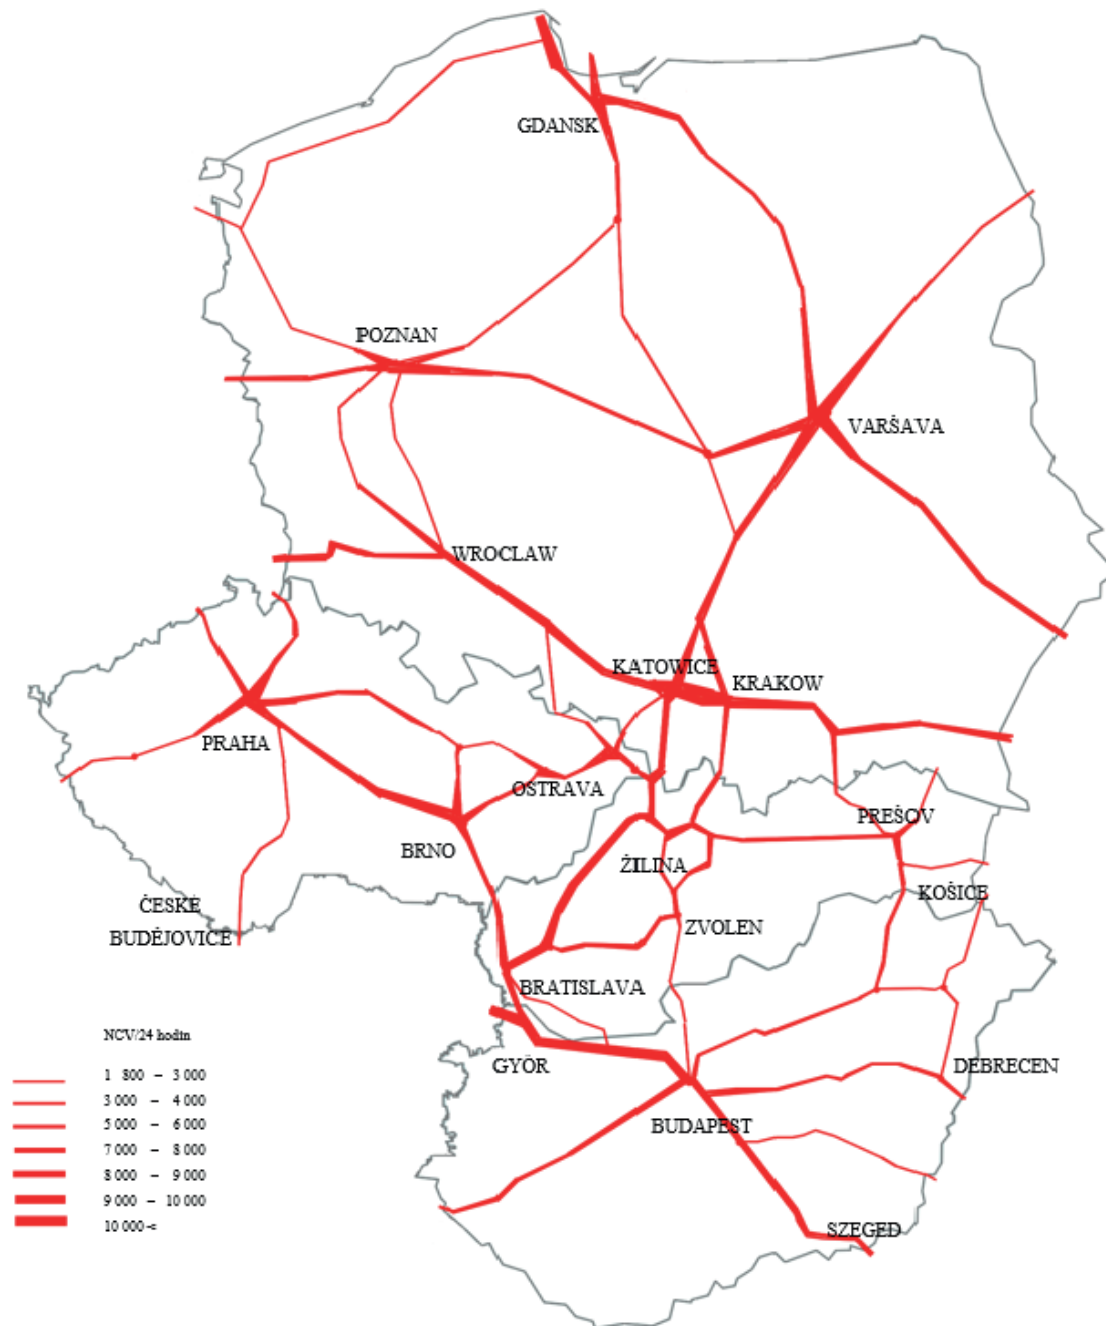 GDANSK
POZNAN
VARŠAVA
WROCLAW
KATOWICE
KRAKOW
PRAHA
OSTRAVA
PREŠOV
BRNO
ŽILINA
KOŠICE
ČESKÉ
BUDĚJOVICE
ZVOLEN
BRATISLAVA
GYÖR
DEBRECEN
BUDAPEST
SZEGED
NCV/24 hodin
1 800 – 3 000
3 000 – 4 000
5 000 – 6 000
7 000 – 8 000
8 000 – 9 000
9 000 – 10 000
10 000 -<